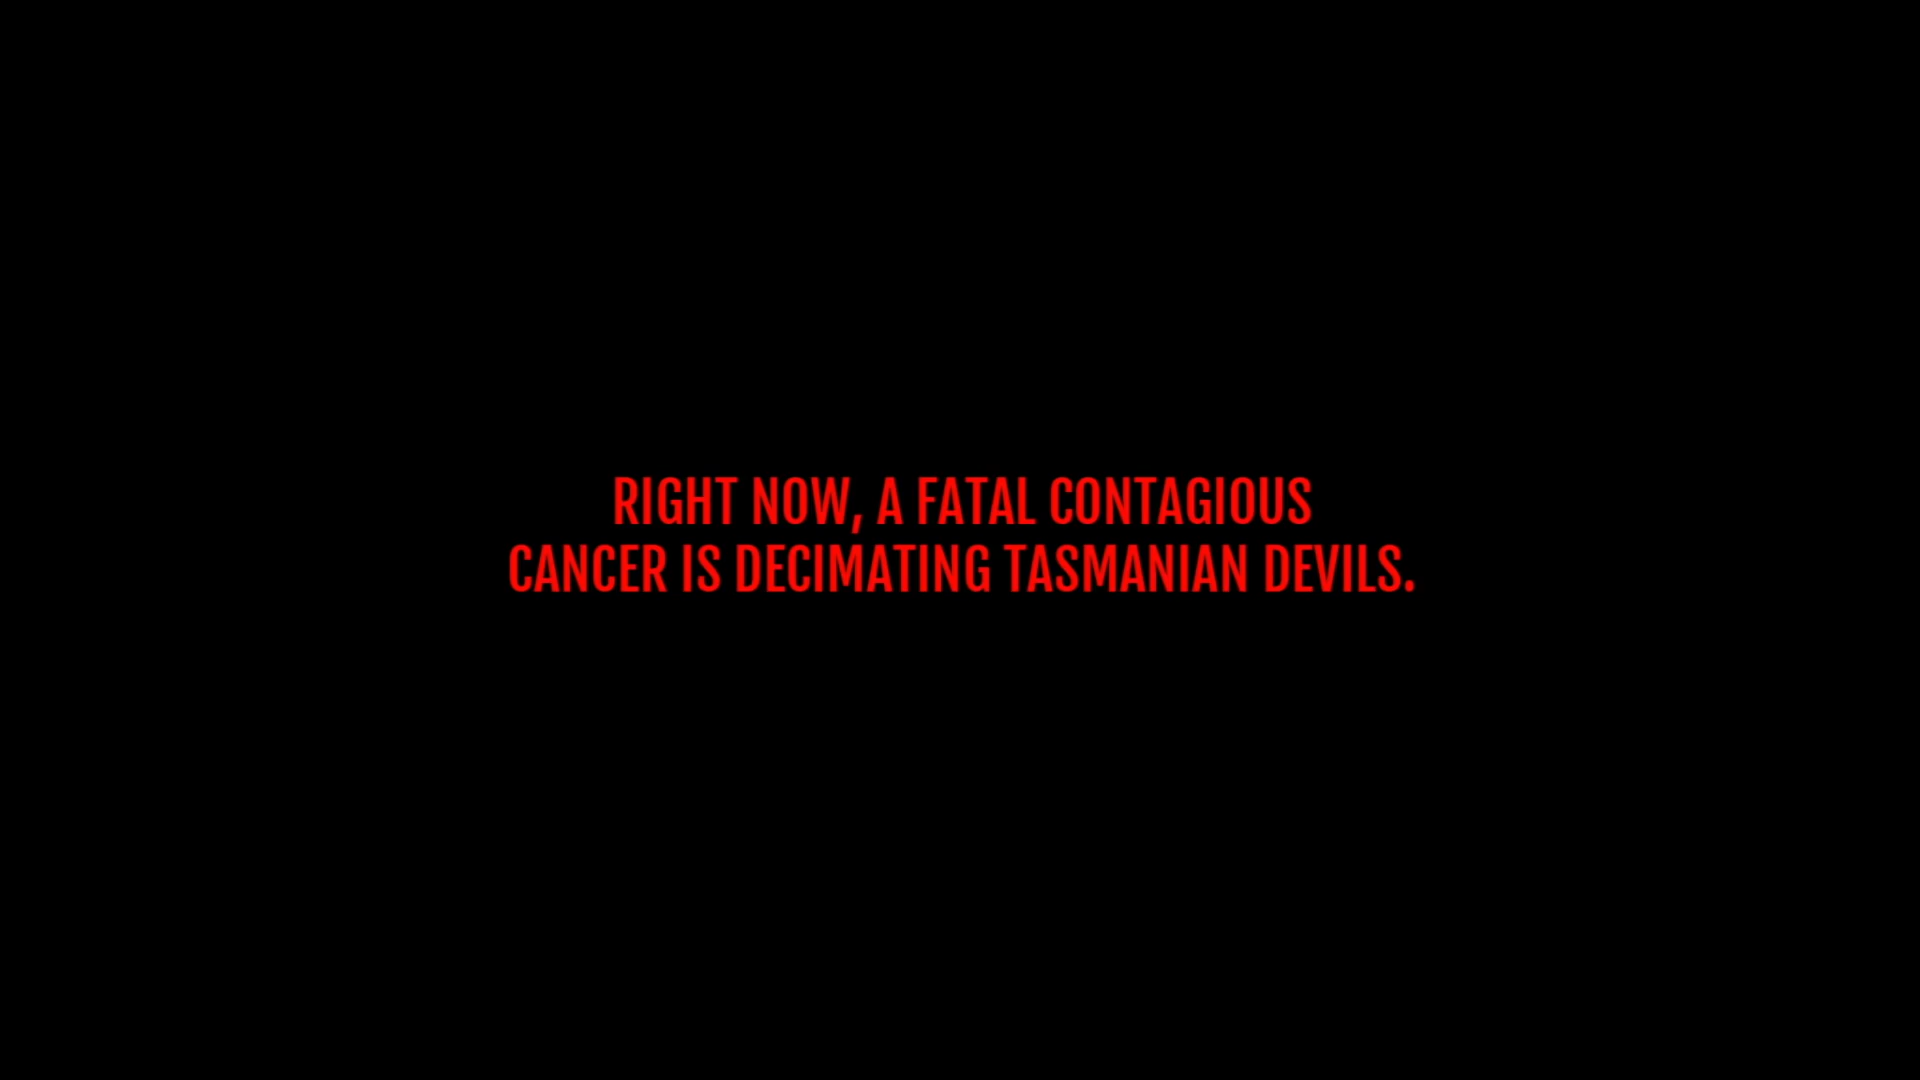 RIGHT NOW, A FATAL CONTAGIOUS
CANCER IS DECIMATING TASMANIAN DEVILS.